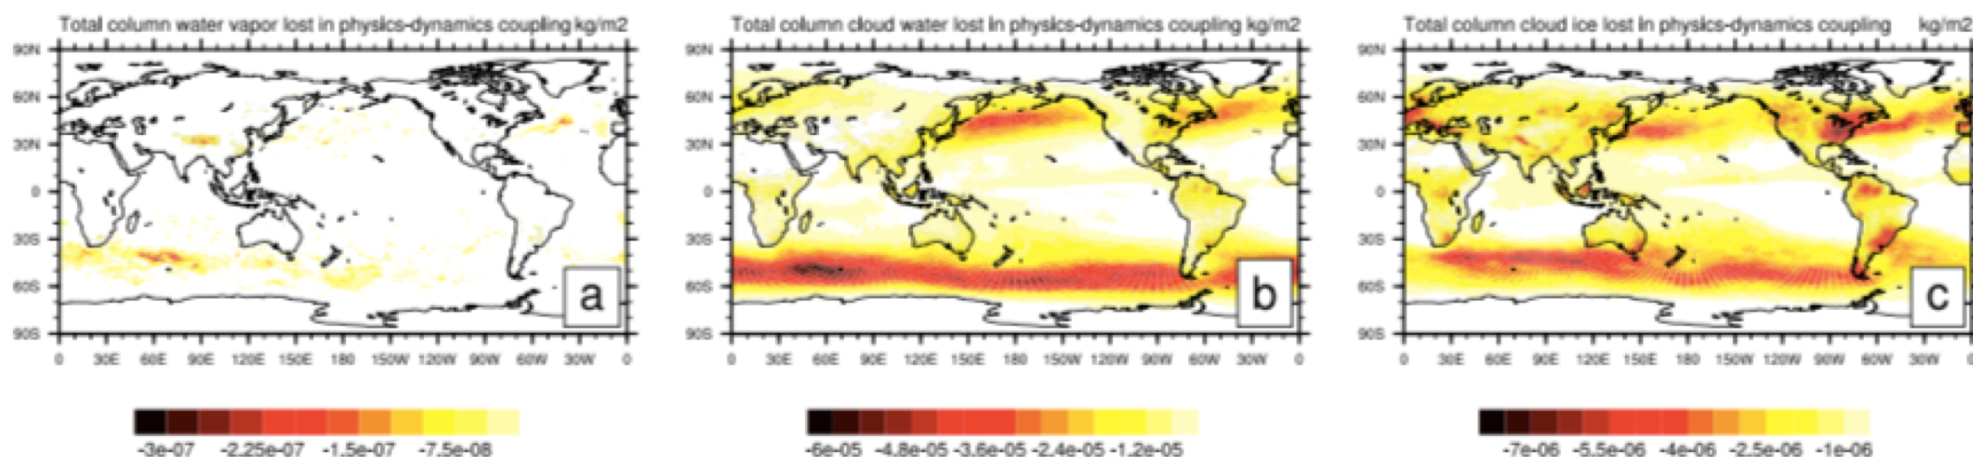 Total column water vapor lost in physics-dynamics coupling kg/m2
90N
60N
30N
0
30S
60S
90S
0 30E 60E 90E 120E 150E 180 150W 120W 90W 60W 30W 0
a
-3e-07 -2.25e-07 -1.5e-07 -7.5e-08
Total column cloud water lost in physics-dynamics coupling kg/m2
90N
60N
30N
0
30S
60S
90S
0 30E 60E 90E 120E 150E 180 150W 120W 90W 60W 30W 0
b
-6e-05 -4.8e-05 -3.6e-05 -2.4e-05 -1.2e-05
Total column cloud ice lost in physics-dynamics coupling kg/m2
90N
60N
30N
0
30S
60S
90S
0 30E 60E 90E 120E 150E 180 150W 120W 90W 60W 30W 0
c
-7e-06 -5.5e-06 -4e-06 -2.5e-06 -1e-06